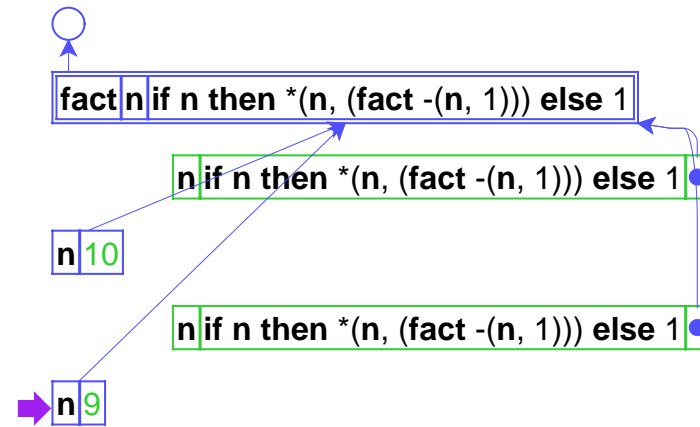 fact n if n then *(n, (fact -(n, 1))) else 1
n if n then *(n, (fact -(n, 1))) else 1
n 10
n if n then *(n, (fact -(n, 1))) else 1
n 9